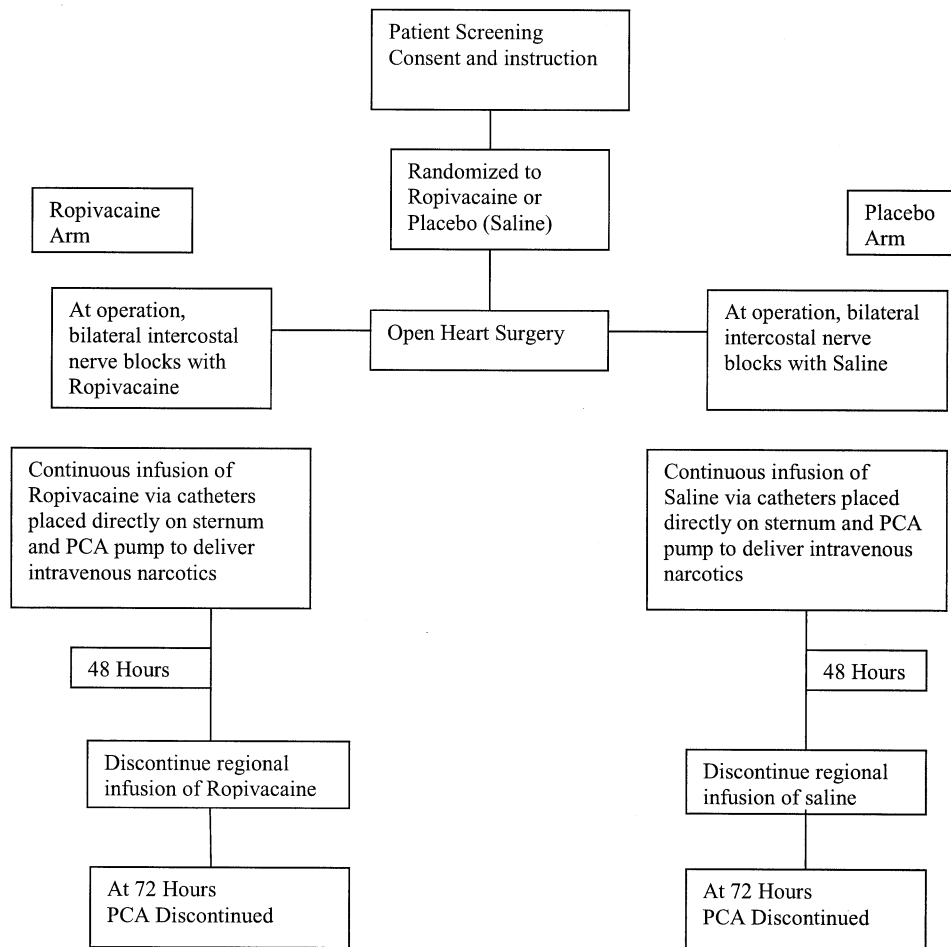 Patient Screening
Consent and instruction
Randomized to
Ropivacaine or
Placebo (Saline)
Ropivacaine
Arm
Placebo
Arm
At operation,
bilateral intercostal
nerve blocks with
Ropivacaine
Open Heart Surgery
At operation, bilateral
intercostal nerve
blocks with Saline
Continuous infusion of
Ropivacaine via catheters
placed directly on sternum
and PCA pump to deliver
intravenous narcotics
Continuous infusion of
Saline via catheters placed
directly on sternum and PCA
pump to deliver intravenous
narcotics
48 Hours
48 Hours
Discontinue regional
infusion of Ropivacaine
Discontinue regional
infusion of saline
At 72 Hours
PCA Discontinued
At 72 Hours
PCA Discontinued